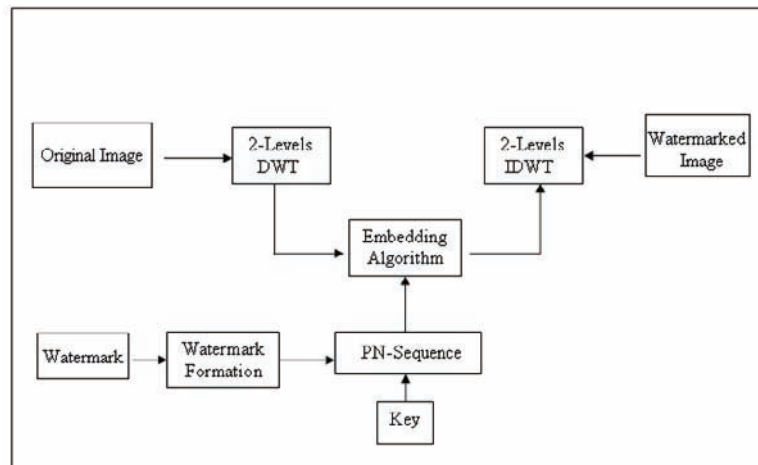 Original Image
2-Levels
DWT
2-Levels
IDWT
Watermarked
Image
Embedding
Algorithm
Watermark
Watermark
Formation
PN-Sequence
Key